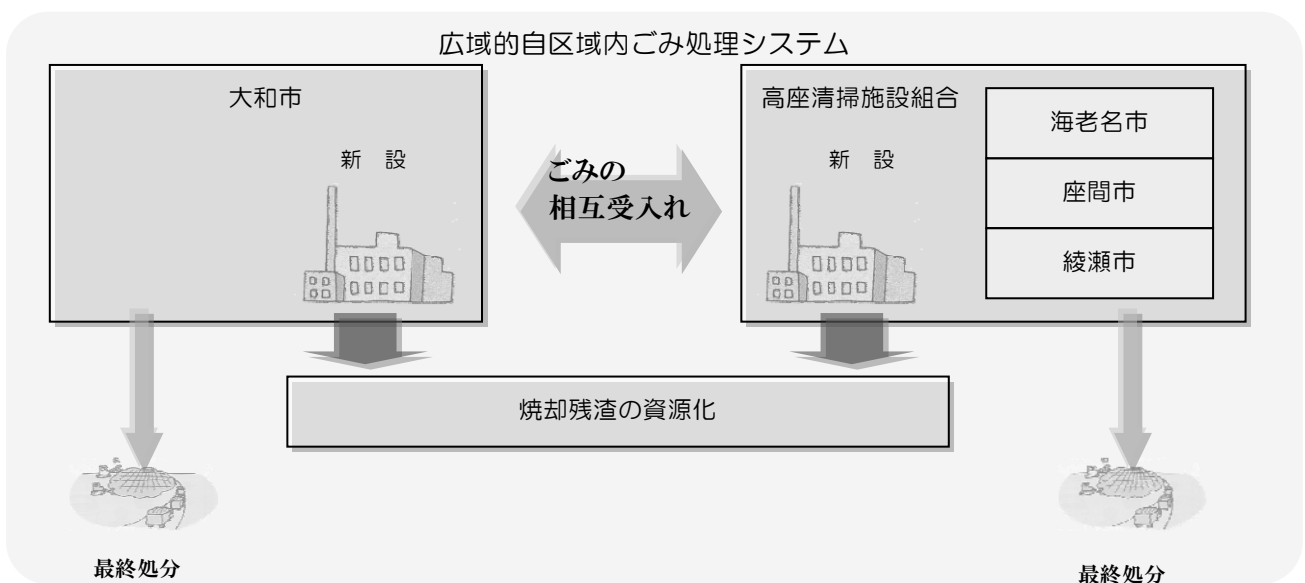 広域的自区域内ごみ処理システム
大和市
新 設
ごみの
相互受入れ
高座清掃施設組合
新 設
海老名市
座間市
綾瀬市
焼却残渣の資源化
最終処分
最終処分